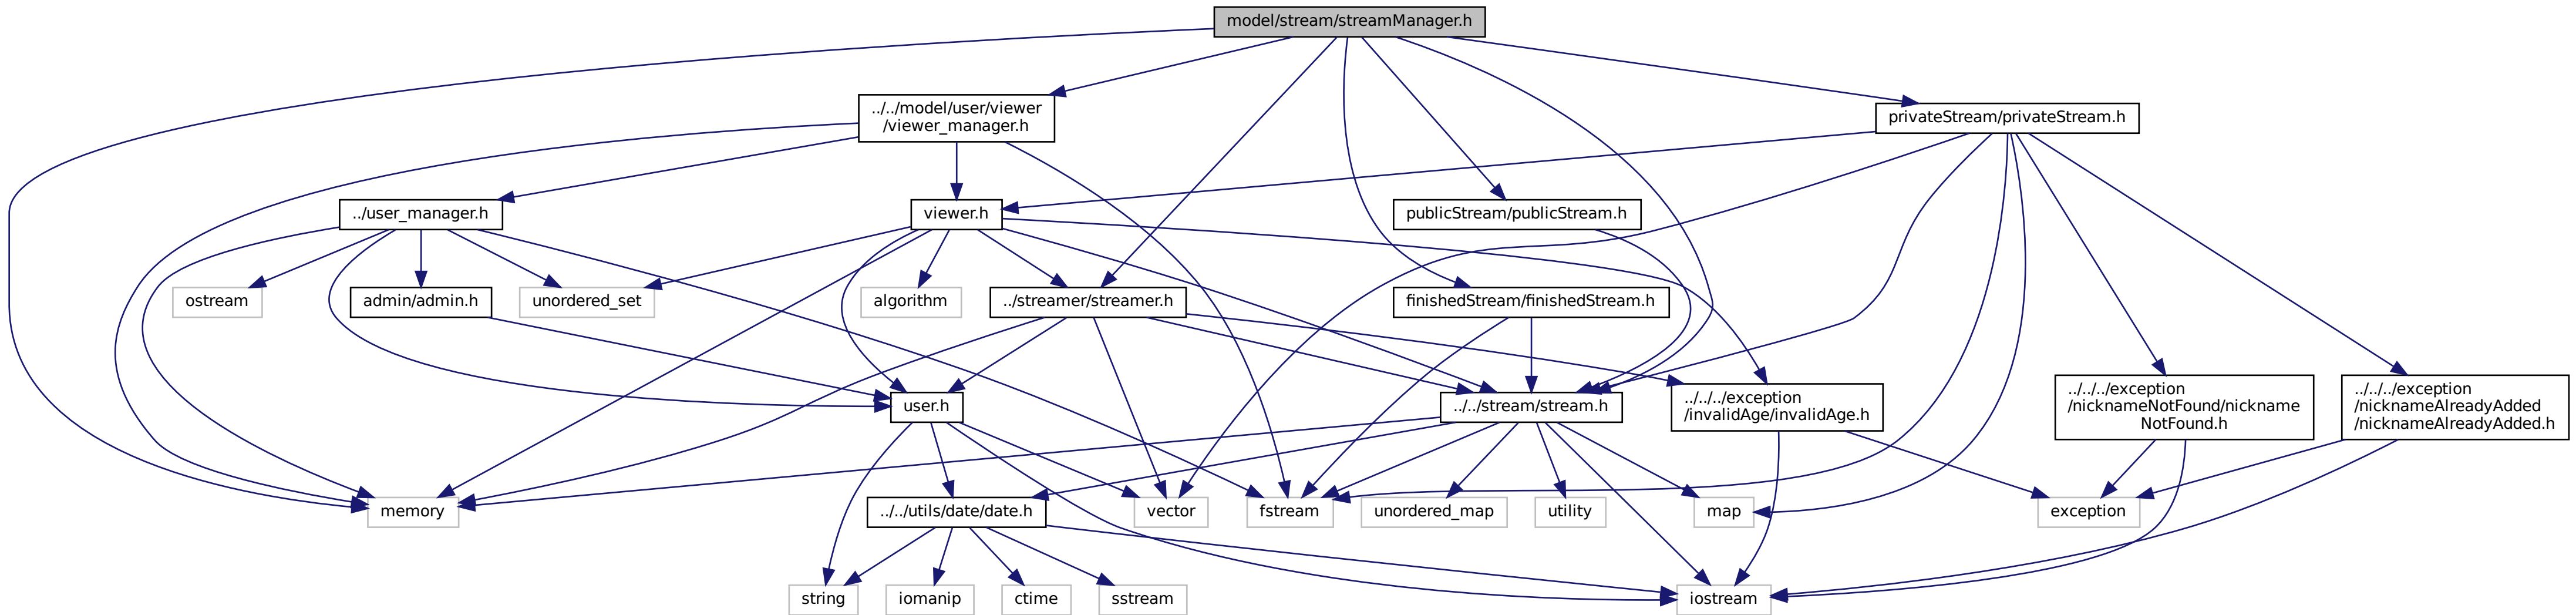 model/stream/streamManager.h
../../model/user/viewer
/viewer_manager.h
privateStream/privateStream.h
../user_manager.h
viewer.h
publicStream/publicStream.h
ostream
admin/admin.h
unordered_set
algorithm
../streamer/streamer.h
finishedStream/finishedStream.h
user.h
../../stream/stream.h
../../../exception
/invalidAge/invalidAge.h
../../../exception
/nicknameNotFound/nickname
NotFound.h
../../../exception
/nicknameAlreadyAdded
/nicknameAlreadyAdded.h
memory
../../utils/date/date.h
vector
fstream
unordered_map
utility
map
exception
string
iomanip
ctime
sstream
iostream